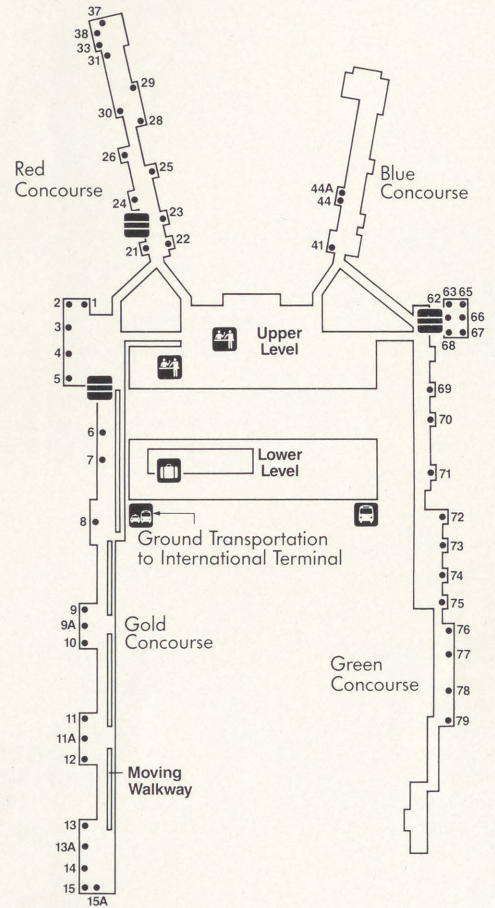 37
38
33
31
29
30
28
26
25
Red
Concourse
24
23
21
22
Blue
Concourse
44A
44
41
2
1
3
4
5
63
65
62
66
67
68
Upper
Level
69
70
6
7
71
Lower
Level
8
72
Ground Transportation
to International Terminal
73
74
75
9
9A
10
Gold
Concourse
76
77
Green
Concourse
78
79
11
11A
12
Moving
Walkway
13
13A
14
15
15A